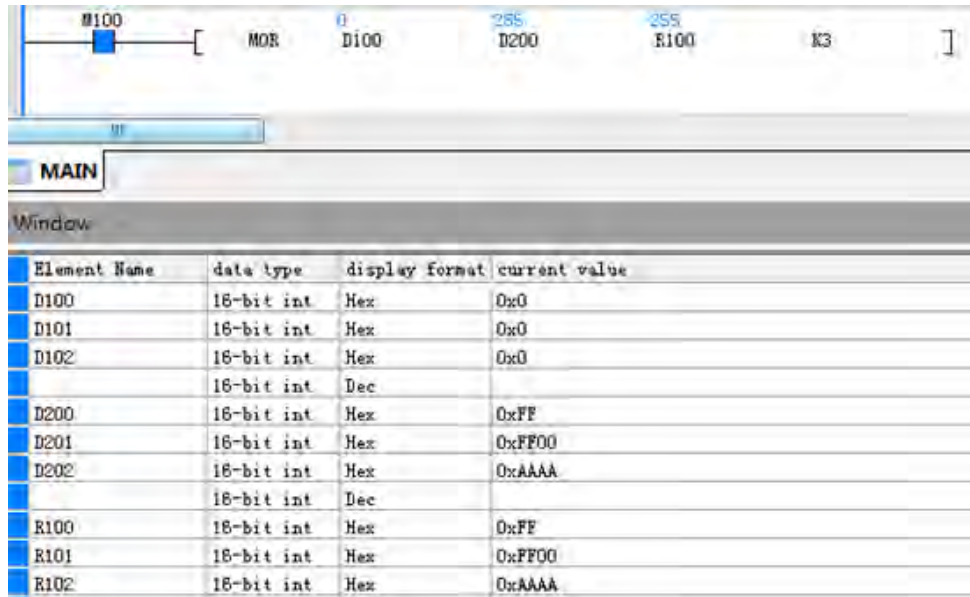 M100 0 255 255
[ MOR D100 D200 R100 K3 ]
MAIN
Window
Element Name data type display format current value
D100 16-bit int Hex 0x0
D101 16-bit int Hex 0x0
D102 16-bit int Hex 0x0
16-bit int Dec
D200 16-bit int Hex 0xFF
D201 16-bit int Hex 0xFF00
D202 16-bit int Hex 0xAAAA
16-bit int Dec
R100 16-bit int Hex 0xFF
R101 16-bit int Hex 0xFF00
R102 16-bit int Hex 0xAAAA